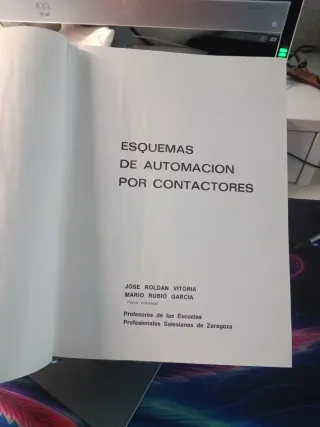 ESQUEMAS
DE AUTOMACION
POR CONTACTORES
JOSE ROLDAN VITORIA
MARIO RUBIO GARCIA
Profesores de las Escuelas
Profesionales Salesianas de Zaragoza